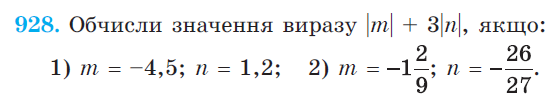 928. Обчисли значення виразу |m| + 3|n|, якщо:
1) m = −4,5; n = 1,2; 2) m = −1 2/9; n = −26/27.